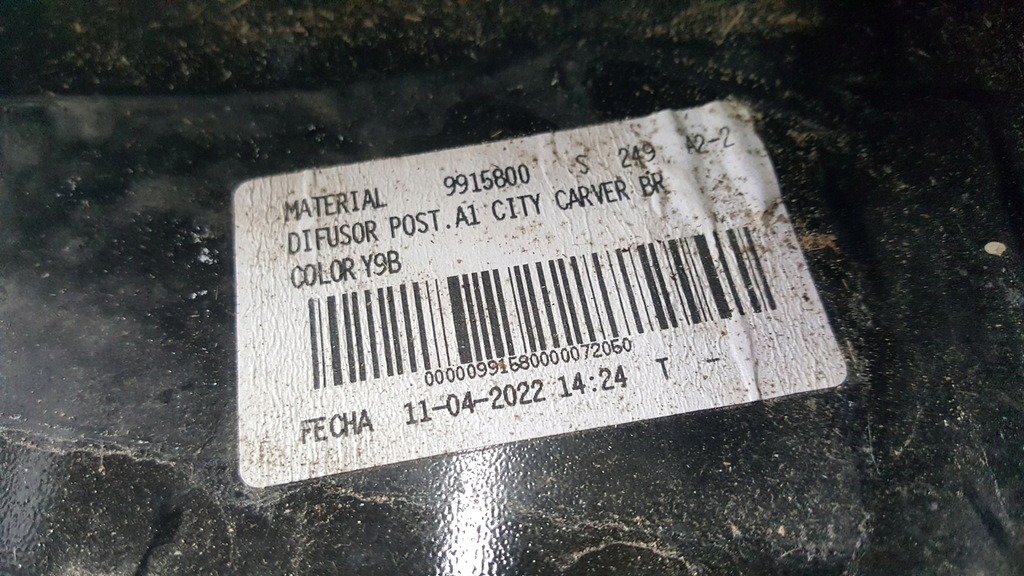 MATERIAL 9915800 S 249 A2-2
DIFUSOR POST.A1 CITY CARVER BR
COLOR Y9B
00000991580000072050
FECHA 11-04-2022 14:24 T -